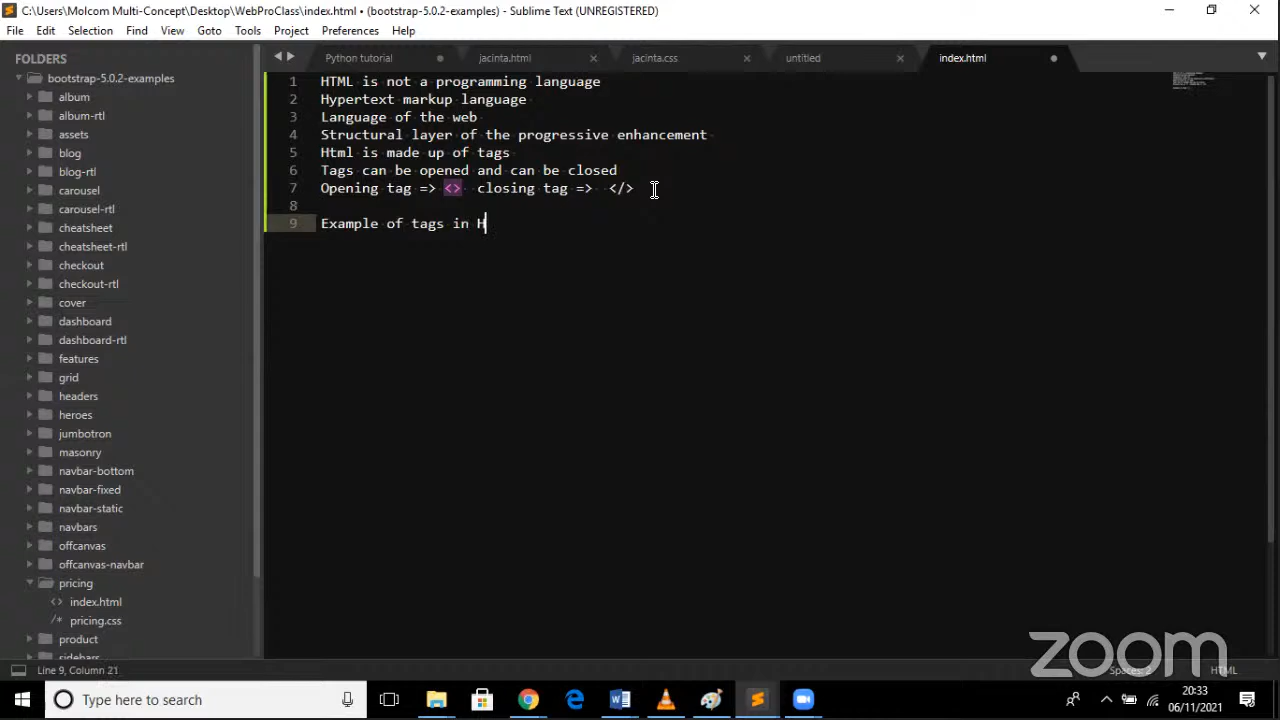 C:\Users\Molcom Multi-Concept\Desktop\WebProClass\index.html • (bootstrap-5.0.2-examples) - Sublime Text (UNREGISTERED)
File Edit Selection Find View Goto Tools Project Preferences Help
FOLDERS
bootstrap-5.0.2-examples
album
album-rtl
assets
blog
blog-rtl
carousel
carousel-rtl
cheatsheet
cheatsheet-rtl
checkout
checkout-rtl
cover
dashboard
dashboard-rtl
features
grid
headers
heroes
jumbotron
masonry
navbar-bottom
navbar-fixed
navbar-static
navbars
offcanvas
offcanvas-navbar
pricing
<> index.html
/* pricing.css
product
sidebars
Python tutorial jacinta.html jacinta.css untitled index.html
1 HTML is not a programming language
2 Hypertext markup language
3 Language of the web
4 Structural layer of the progressive enhancement
5 Html is made up of tags
6 Tags can be opened and can be closed
7 Opening tag => <> closing tag => </>
8
9 Example of tags in H
zoom
Line 9, Column 21
Spaces: 2
HTML
Type here to search
20:33
06/11/2021